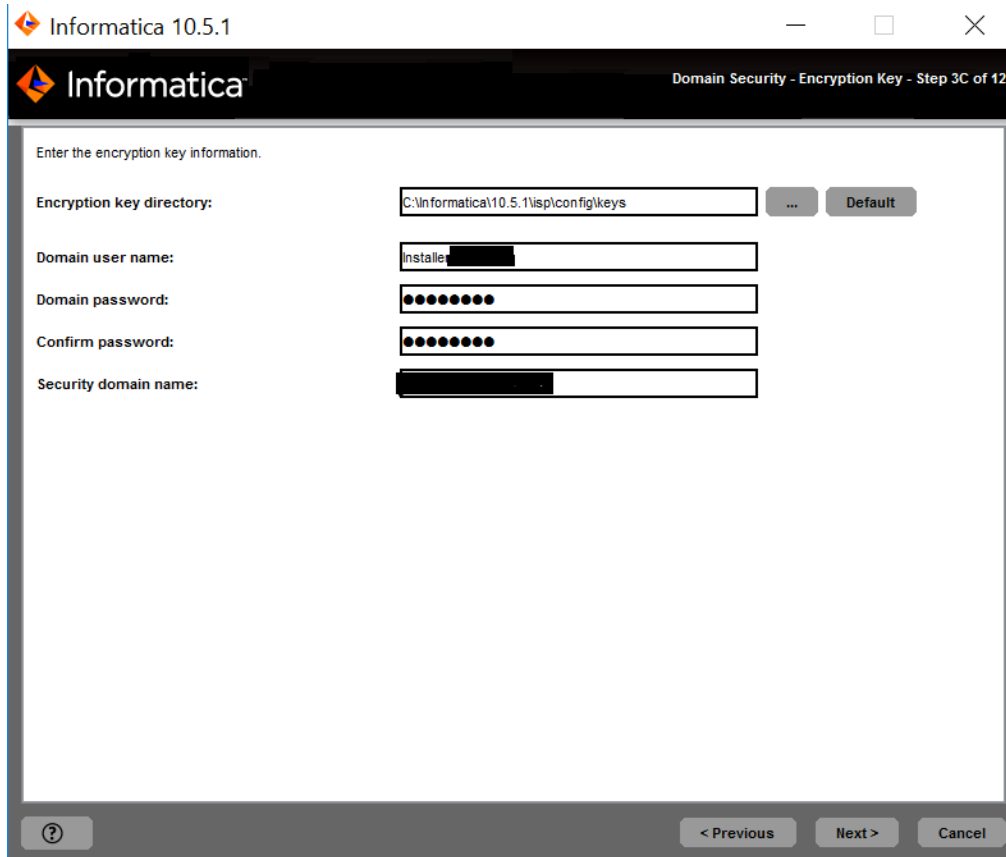 Informatica 10.5.1
Informatica
Domain Security - Encryption Key - Step 3C of 12
Enter the encryption key information.
Encryption key directory: C:\Informatica\10.5.1\isp\config\keys ... Default
Domain user name:
Domain password: ●●●●●●●●
Confirm password: ●●●●●●●●
Security domain name:
? < Previous Next > Cancel